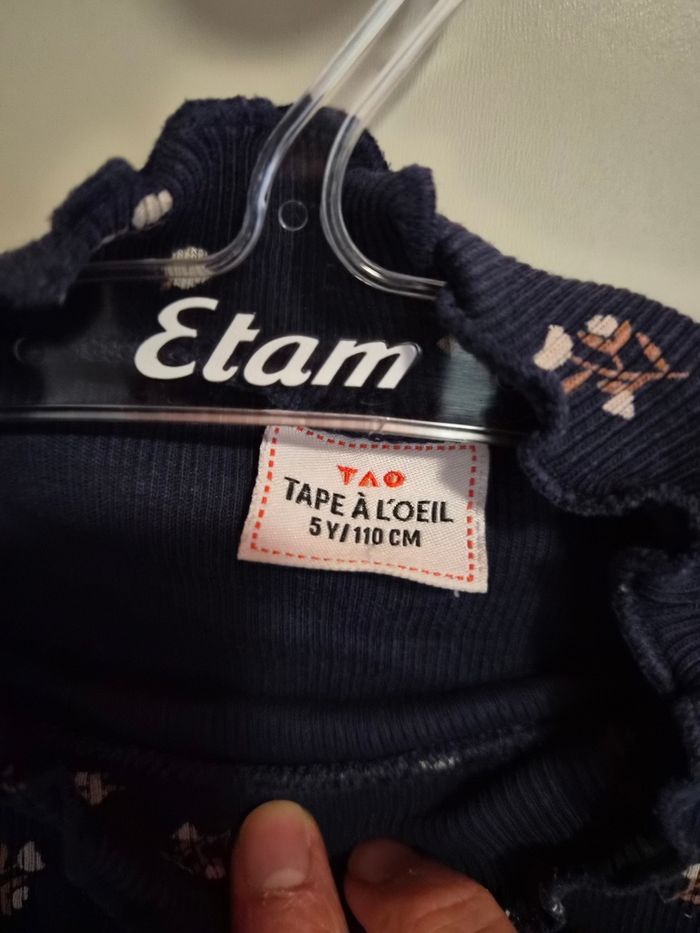 Etam
TAO
TAPE À L'OEIL
5 Y/110 CM